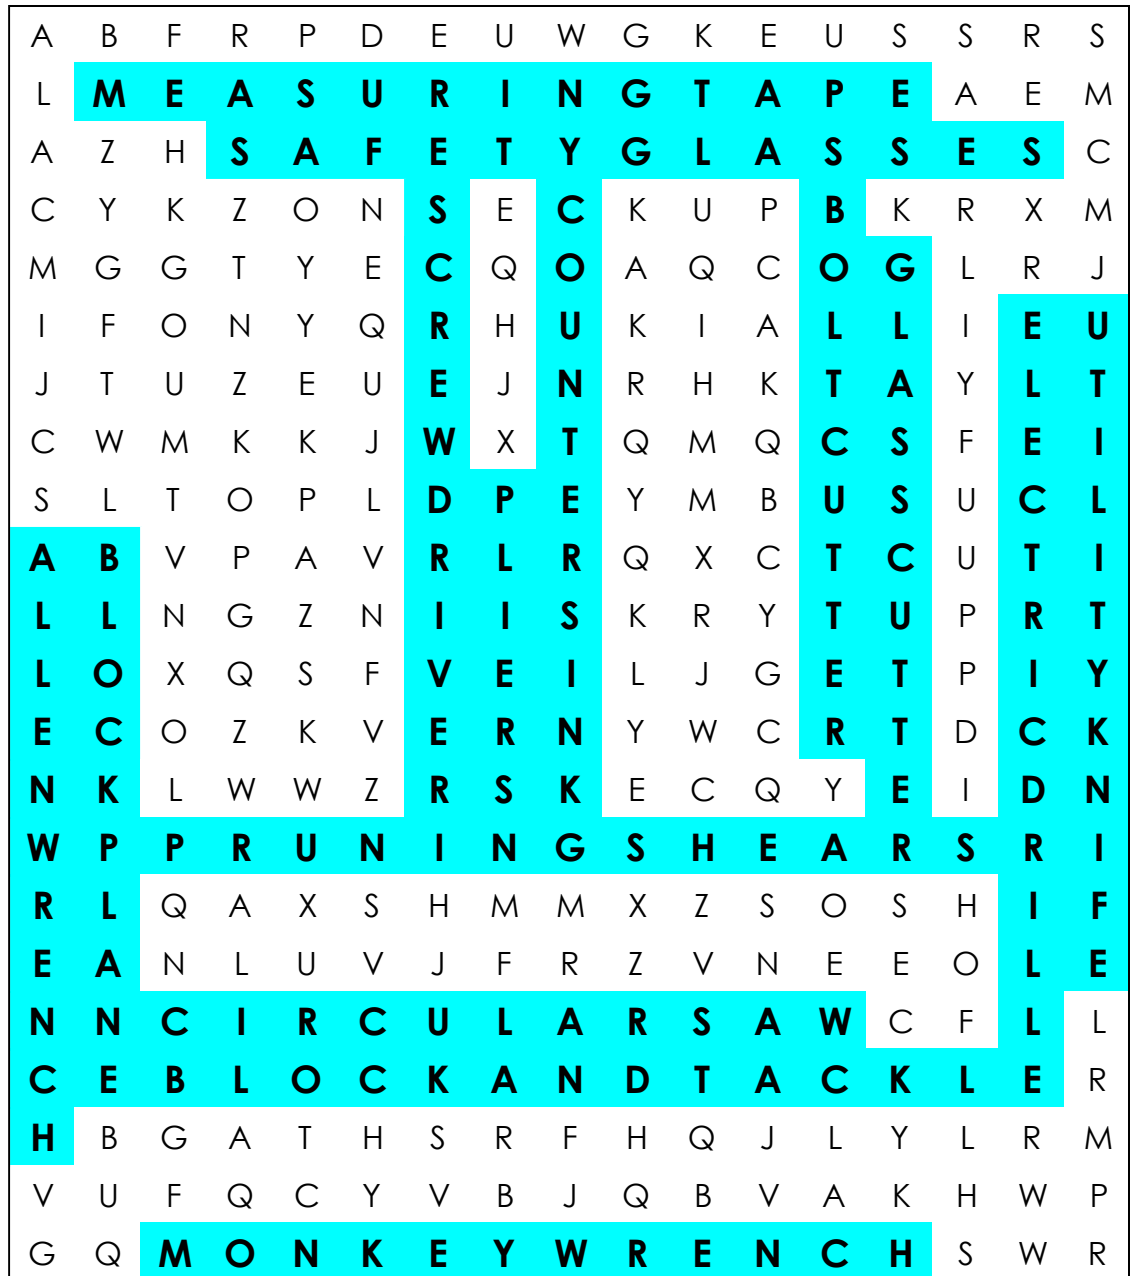 A B F R P D E U W G K E U S S R S
L M E A S U R I N G T A P E A E M
A Z H S A F E T Y G L A S S E S C
C Y K Z O N S E C K U P B K R X M
M G G T Y E C Q O A Q C O G L R J
I F O N Y Q R H U K I A L L I E U
J T U Z E U E J N R H K T A Y L T
C W M K K J W X T Q M Q C S F E I
S L T O P L D P E Y M B U S U C L
A B V P A V R L R Q X C T C U T I
L L N G Z N I I S K R Y T U P R T
L O X Q S F V E I L J G E T P I Y
E C O Z K V E R N Y W C R T D C K
N K L W W Z R S K E C Q Y E I D N
W P P R U N I N G S H E A R S R I
R L Q A X S H M M X Z S O S H I F
E A N L U V J F R Z V N E E O L E
N N C I R C U L A R S A W C F L L
C E B L O C K A N D T A C K L E R
H B G A T H S R F H Q J L Y L R M
V U F Q C Y V B J Q B V A K H W P
G Q M O N K E Y W R E N C H S W R